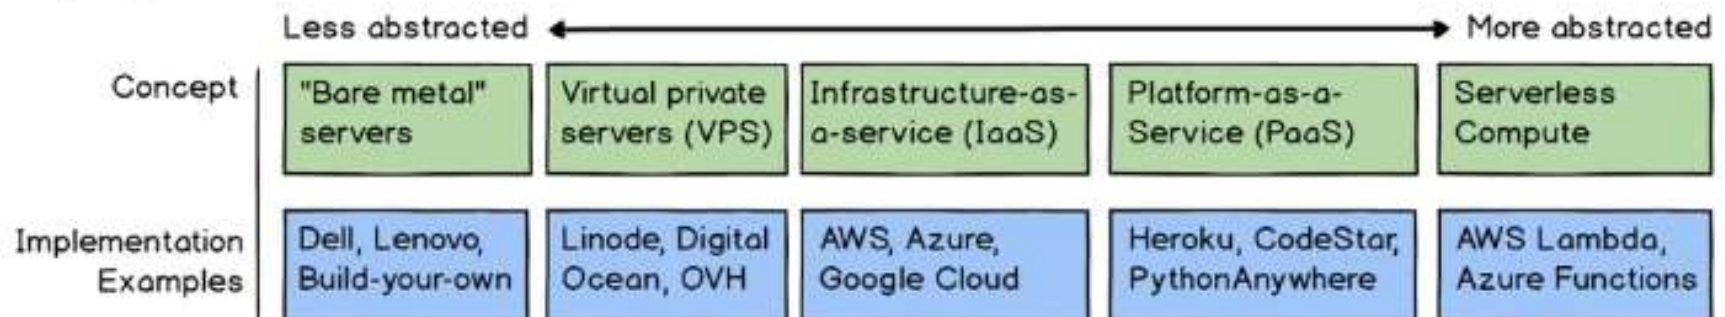 Less abstracted More abstracted
Concept
"Bare metal"
servers
Virtual private
servers (VPS)
Infrastructure-as-
a-service (IaaS)
Platform-as-a-
Service (PaaS)
Serverless
Compute
Implementation
Examples
Dell, Lenovo,
Build-your-own
Linode, Digital
Ocean, OVH
AWS, Azure,
Google Cloud
Heroku, CodeStar,
PythonAnywhere
AWS Lambda,
Azure Functions